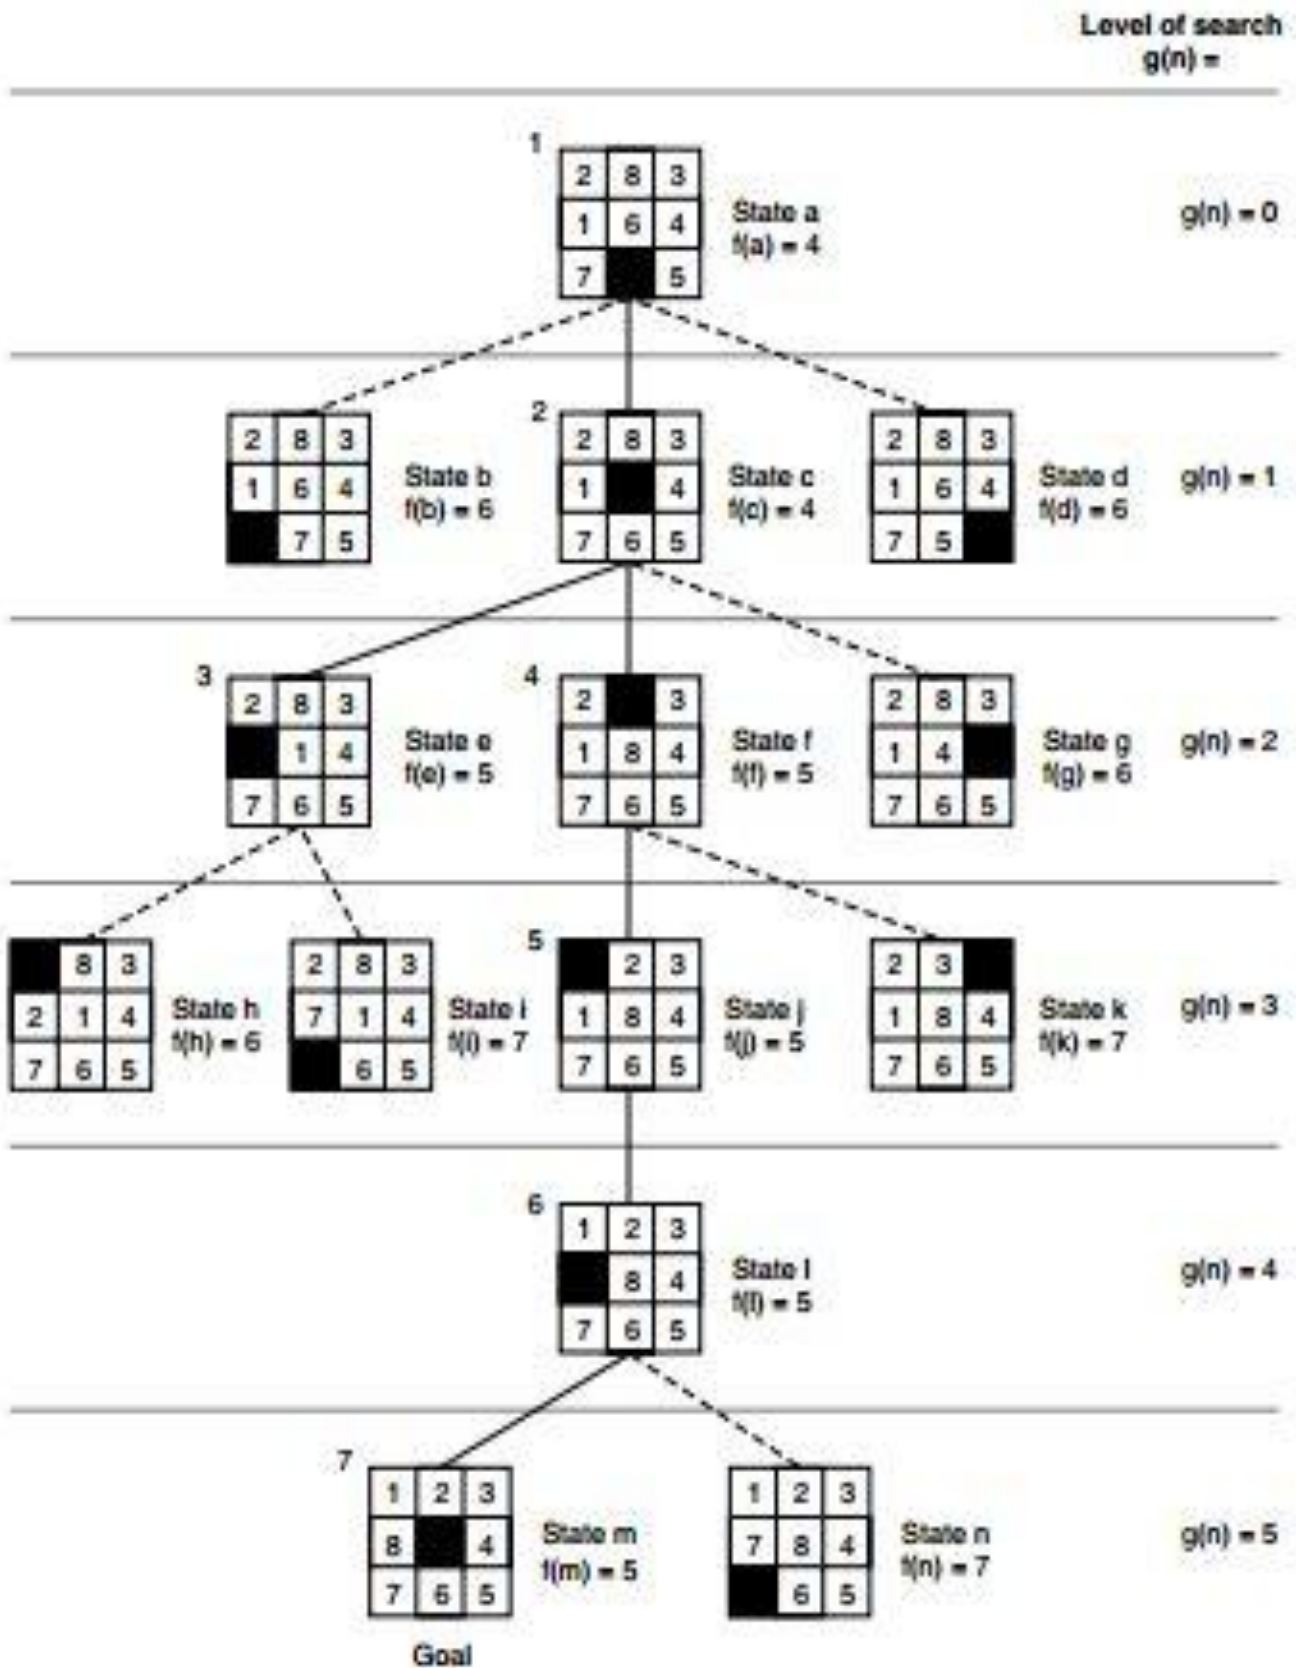 Level of search
g(n) =
1
2 8 3
1 6 4
7 5
State a
f(a) = 4
g(n) = 0
2 8 3
1 6 4
7 5
State b
f(b) = 6
2
2 8 3
1 4
7 6 5
State c
f(c) = 4
2 8 3
1 6 4
7 5
State d
f(d) = 6
g(n) = 1
3
2 8 3
1 4
7 6 5
State e
f(e) = 5
4
2 3
1 8 4
7 6 5
State f
f(f) = 5
2 8 3
1 4
7 6 5
State g
f(g) = 6
g(n) = 2
8 3
2 1 4
7 6 5
State h
f(h) = 6
2 8 3
7 1 4
6 5
State i
f(i) = 7
5
2 3
1 8 4
7 6 5
State j
f(j) = 5
2 3
1 8 4
7 6 5
State k
f(k) = 7
g(n) = 3
6
1 2 3
8 4
7 6 5
State l
f(l) = 5
g(n) = 4
7
1 2 3
8 4
7 6 5
State m
f(m) = 5
Goal
1 2 3
7 8 4
6 5
State n
f(n) = 7
g(n) = 5